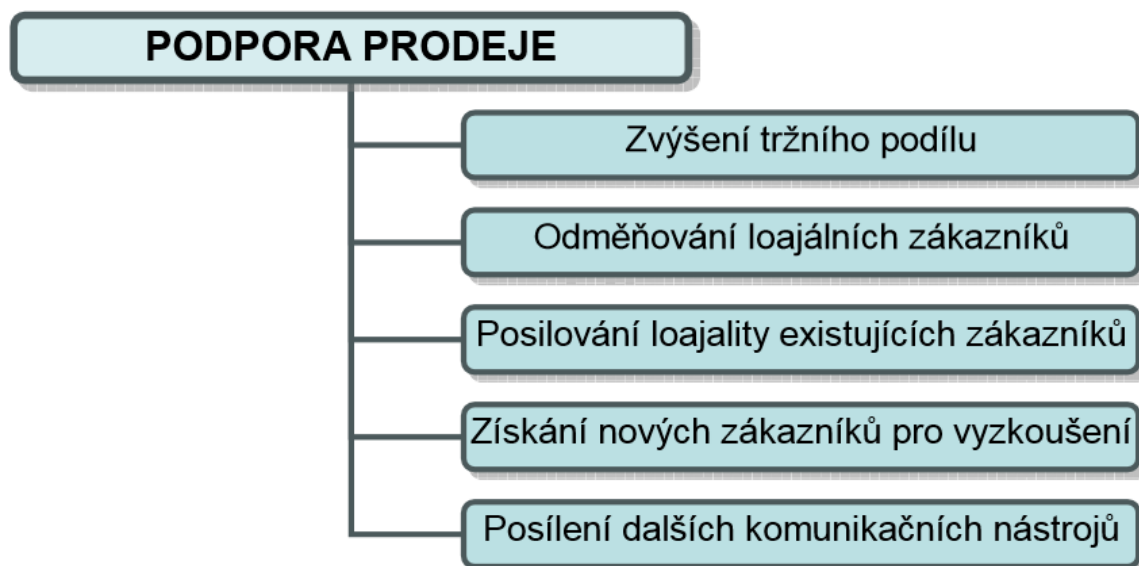 PODPORA PRODEJE
Zvýšení tržního podílu
Odměňování loajálních zákazníků
Posilování loajality existujících zákazníků
Získání nových zákazníků pro vyzkoušení
Posílení dalších komunikačních nástrojů